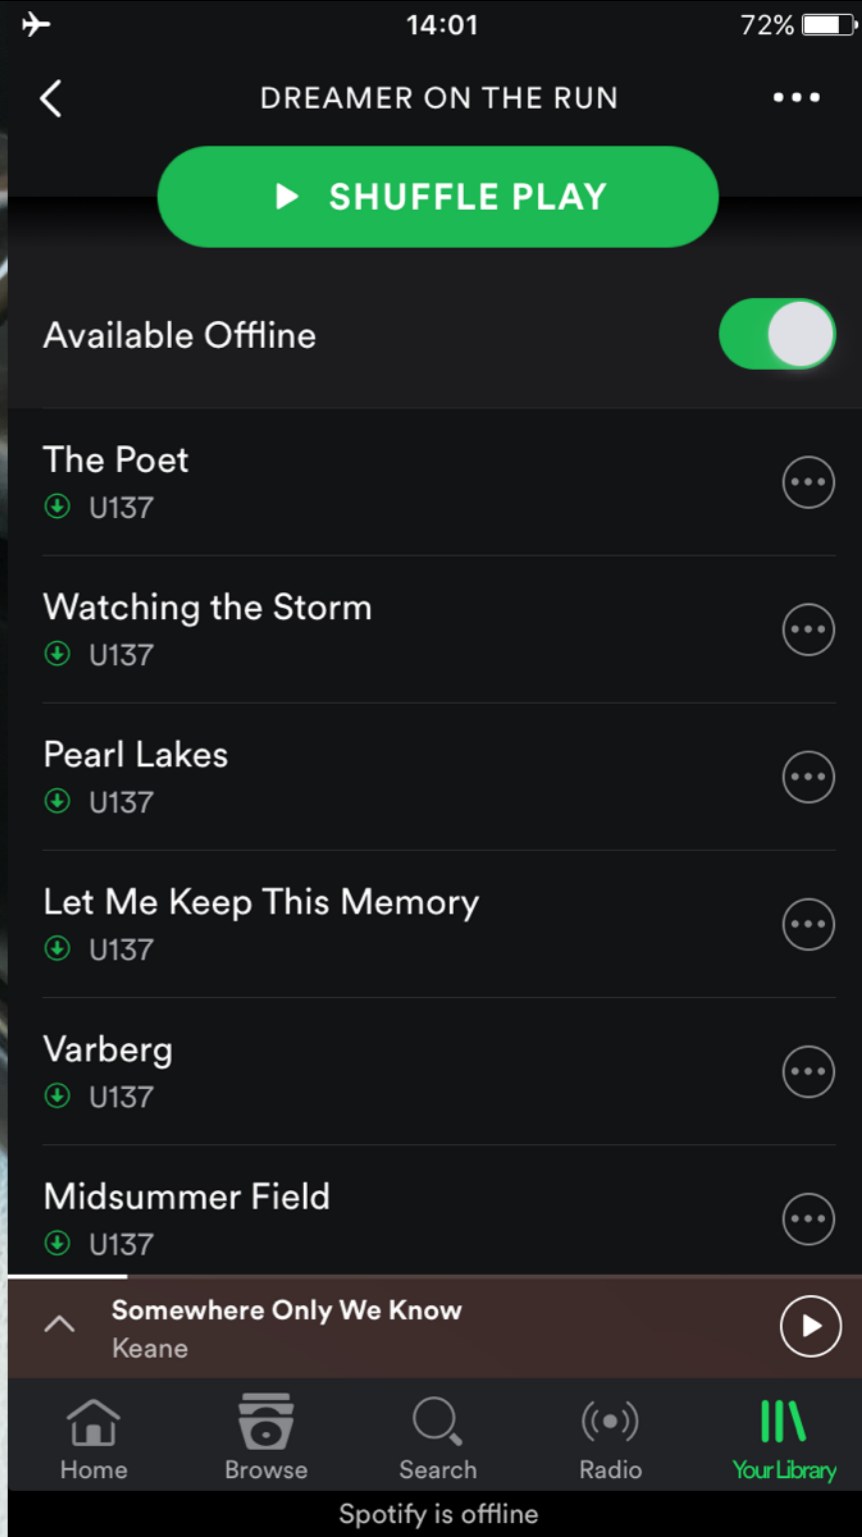 14:01
72%
DREAMER ON THE RUN
SHUFFLE PLAY
Available Offline
The Poet
U137
Watching the Storm
U137
Pearl Lakes
U137
Let Me Keep This Memory
U137
Varberg
U137
Midsummer Field
U137
Somewhere Only We Know
Keane
Home Browse Search Radio Your Library
Spotify is offline